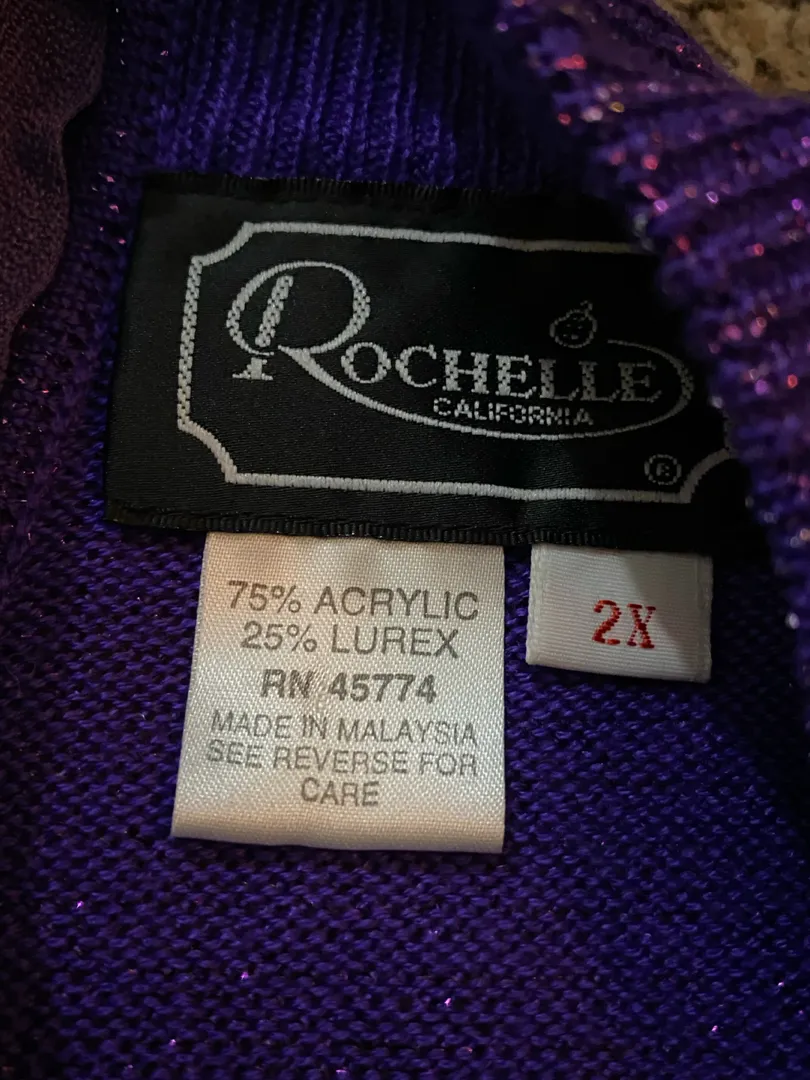 ROCHELLE
CALIFORNIA
®
75% ACRYLIC
25% LUREX
RN 45774
MADE IN MALAYSIA
SEE REVERSE FOR
CARE
2X